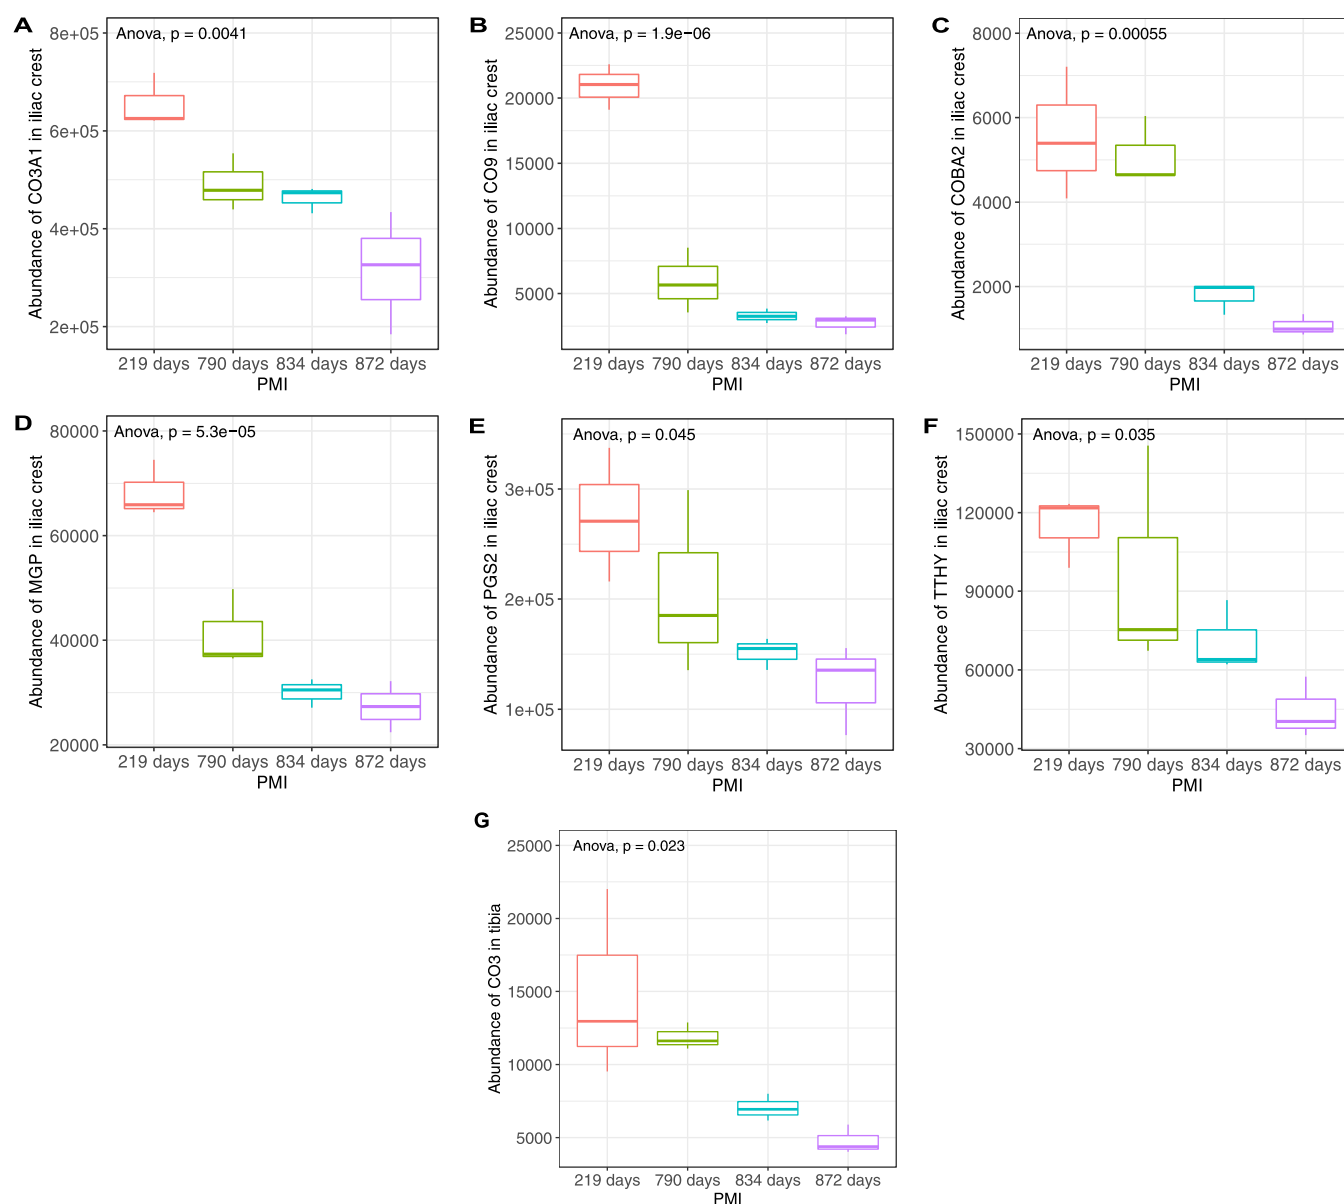 A
Anova, p = 0.0041
Abundance of CO3A1 in iliac crest
8e+05
6e+05
4e+05
2e+05
219 days 790 days 834 days 872 days
PMI
B
Anova, p = 1.9e−06
Abundance of CO9 in iliac crest
25000
20000
15000
10000
5000
219 days 790 days 834 days 872 days
PMI
C
Anova, p = 0.00055
Abundance of COBA2 in iliac crest
8000
6000
4000
2000
219 days 790 days 834 days 872 days
PMI
D
Anova, p = 5.3e−05
Abundance of MGP in iliac crest
80000
60000
40000
20000
219 days 790 days 834 days 872 days
PMI
E
Anova, p = 0.045
Abundance of PGS2 in iliac crest
3e+05
2e+05
1e+05
219 days 790 days 834 days 872 days
PMI
F
Anova, p = 0.035
Abundance of TTHY in iliac crest
150000
120000
90000
60000
30000
219 days 790 days 834 days 872 days
PMI
G
Anova, p = 0.023
Abundance of CO3 in tibia
25000
20000
15000
10000
5000
219 days 790 days 834 days 872 days
PMI